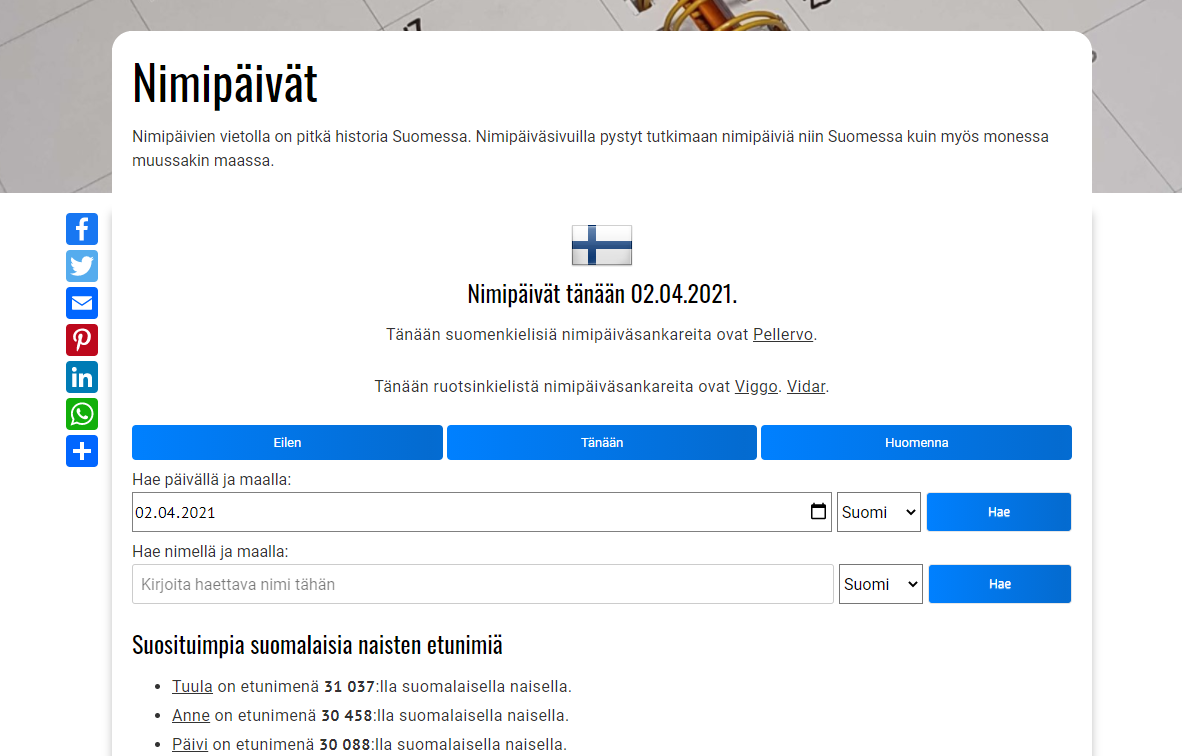 Nimipäivät
Nimipäivien vietolla on pitkä historia Suomessa. Nimipäiväsivuilla pystyt tutkimaan nimipäiviä niin Suomessa kuin myös monessa
muussakin maassa.
Nimipäivät tänään 02.04.2021.
Tänään suomenkielisiä nimipäiväsankareita ovat Pellervo.
Tänään ruotsinkielistä nimipäiväsankareita ovat Viggo. Vidar.
Eilen Tänään Huomenna
Hae päivällä ja maalla:
02.04.2021 Suomi Hae
Hae nimellä ja maalla:
Kirjoita haettava nimi tähän Suomi Hae
Suosituimpia suomalaisia naisten etunimiä
• Tuula on etunimenä 31 037:lla suomalaisella naisella.
• Anne on etunimenä 30 458:lla suomalaisella naisella.
• Päivi on etunimenä 30 088:lla suomalaisella naisella.